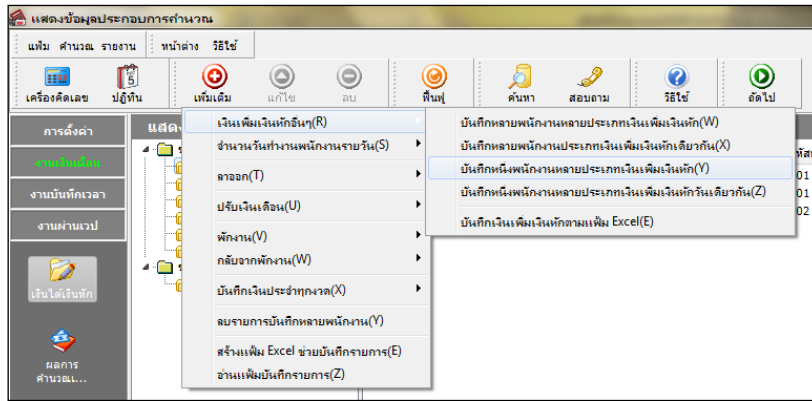 แสดงข้อมูลประกอบการคำนวณ
แฟ้ม คำนวณ รายงาน หน้าต่าง วิธีใช้
เครื่องคิดเลข ปฏิทิน เพิ่มเติม แก้ไข ลบ ฟื้นฟู ค้นหา สอบถาม วิธีใช้ ถัดไป
การตั้งค่า
งานเงินเดือน
งานบันทึกเวลา
งานผ่านเวป
เงินได้เงินหัก
ผลการ
คำนวณ...
แสด
เงินเพิ่มเงินหักอื่นๆ(R)
จำนวนวันทำงานพนักงานรายวัน(S)
ลาออก(T)
ปรับเงินเดือน(U)
พักงาน(V)
กลับจากพักงาน(W)
บันทึกเงินประจำทุกงวด(X)
ลบรายการบันทึกหลายพนักงาน(Y)
สร้างแฟ้ม Excel ช่วยบันทึกรายการ(E)
อ่านแฟ้มบันทึกรายการ(Z)
บันทึกหลายพนักงานหลายประเภทเงินเพิ่มเงินหัก(W)
บันทึกหลายพนักงานประเภทเงินเพิ่มเงินหักเดียวกัน(X)
บันทึกหนึ่งพนักงานหลายประเภทเงินเพิ่มเงินหัก(Y)
บันทึกหนึ่งพนักงานหลายประเภทเงินเพิ่มเงินหักวันเดียวกัน(Z)
บันทึกเงินเพิ่มเงินหักตามแฟ้ม Excel(E)
หัส
01
01
02